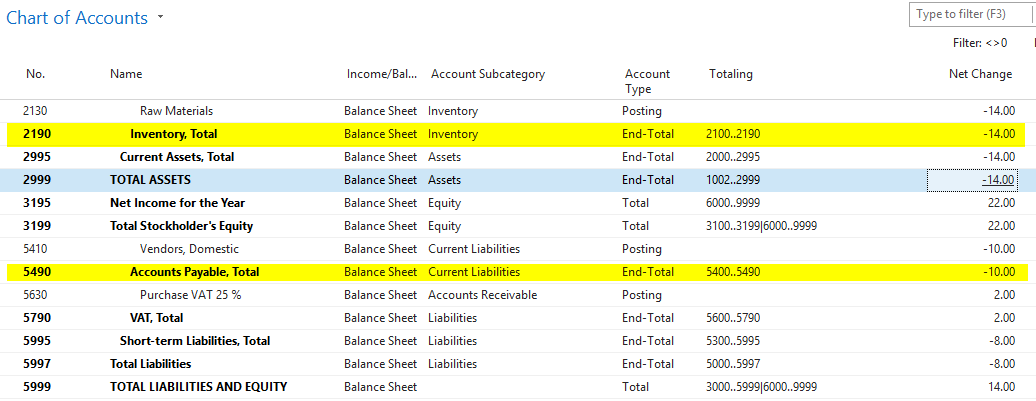 Chart of Accounts
Type to filter (F3)
Filter: <>0
No. Name Income/Bal... Account Subcategory Account Type Totaling Net Change
2130 Raw Materials Balance Sheet Inventory Posting -14.00
2190 Inventory, Total Balance Sheet Inventory End-Total 2100..2190 -14.00
2995 Current Assets, Total Balance Sheet Assets End-Total 2000..2995 -14.00
2999 TOTAL ASSETS Balance Sheet Assets End-Total 1002..2999 -14.00
3195 Net Income for the Year Balance Sheet Equity Total 6000..9999 22.00
3199 Total Stockholder's Equity Balance Sheet Equity Total 3100..3199|6000..9999 22.00
5410 Vendors, Domestic Balance Sheet Current Liabilities Posting -10.00
5490 Accounts Payable, Total Balance Sheet Current Liabilities End-Total 5400..5490 -10.00
5630 Purchase VAT 25 % Balance Sheet Accounts Receivable Posting 2.00
5790 VAT, Total Balance Sheet Liabilities End-Total 5600..5790 2.00
5995 Short-term Liabilities, Total Balance Sheet Liabilities End-Total 5300..5995 -8.00
5997 Total Liabilities Balance Sheet Liabilities End-Total 5000..5997 -8.00
5999 TOTAL LIABILITIES AND EQUITY Balance Sheet Total 3000..5999|6000..9999 14.00